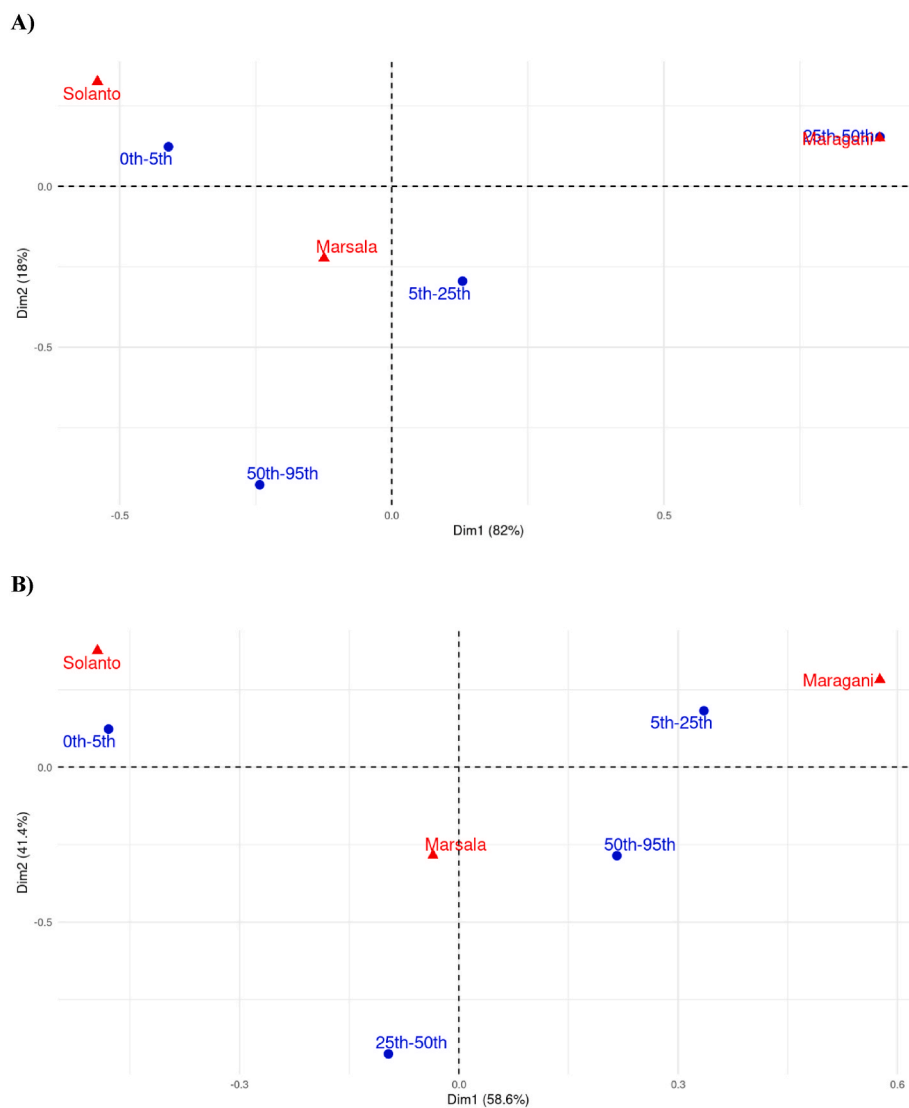 A)
Solanto
0th-5th
25th-50th
Maragani
0.0
Marsala
5th-25th
Dim2 (18%)
-0.5
50th-95th
-0.5
0.0
0.5
Dim1 (82%)
B)
Solanto
Maragani
0th-5th
5th-25th
0.0
Marsala
50th-95th
Dim2 (41.4%)
-0.5
25th-50th
-0.3
0.0
0.3
0.6
Dim1 (58.6%)